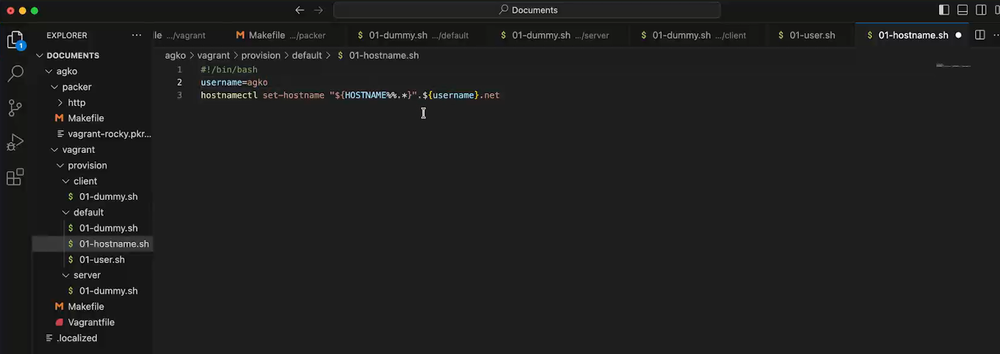 Documents
EXPLORER ···
DOCUMENTS
agko
packer
http
Makefile
vagrant-rocky.pkr...
vagrant
provision
client
01-dummy.sh
default
01-dummy.sh
01-hostname.sh
01-user.sh
server
01-dummy.sh
Makefile
Vagrantfile
.localized
1
ile .../vagrant
M Makefile .../packer
$ 01-dummy.sh .../default
$ 01-dummy.sh .../server
$ 01-dummy.sh .../client
$ 01-user.sh
$ 01-hostname.sh
agko > vagrant > provision > default > $ 01-hostname.sh
1 #!/bin/bash
2 username=agko
3 hostnamectl set-hostname "${HOSTNAME%%.*}".${username}.net